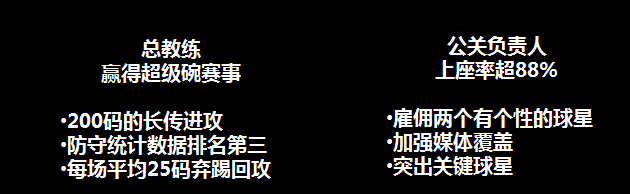 总教练
赢得超级碗赛事
•200码的长传进攻
•防守统计数据排名第三
•每场平均25码弃踢回攻
公关负责人
上座率超88%
•雇佣两个有个性的球星
•加强媒体覆盖
•突出关键球星